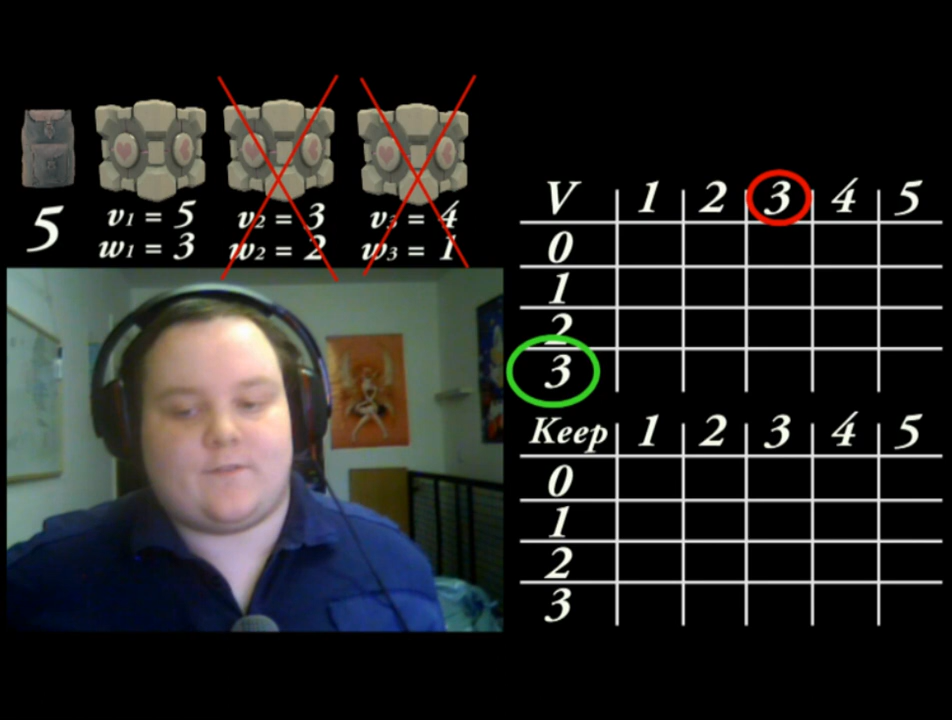 5
v1 = 5
w1 = 3
v2 = 3
w2 = 2
v3 = 4
w3 = 1
V 1 2 3 4 5
0
1
2
3
Keep 1 2 3 4 5
0
1
2
3